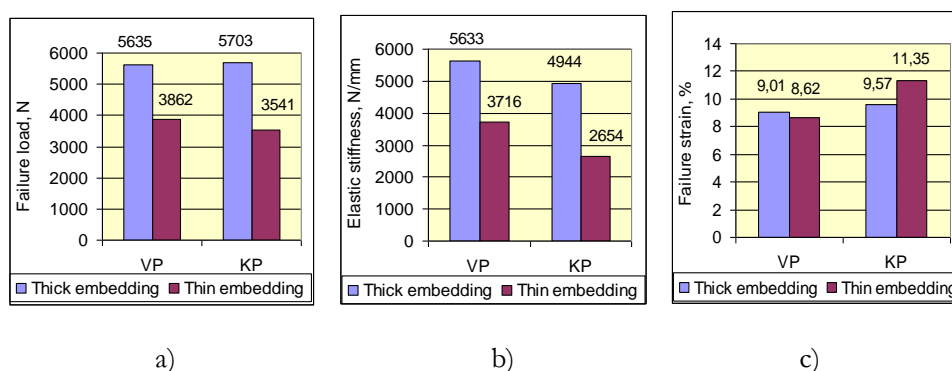 Failure load, N
6000
5000
4000
3000
2000
1000
0
5635
5703
3862
3541
VP
KP
Thick embedding
Thin embedding
a)
Elastic stiffness, N/mm
6000
5000
4000
3000
2000
1000
0
5633
4944
3716
2654
VP
KP
Thick embedding
Thin embedding
b)
Failure strain, %
14
12
10
8
6
4
2
0
9,01
8,62
9,57
11,35
VP
KP
Thick embedding
Thin embedding
c)